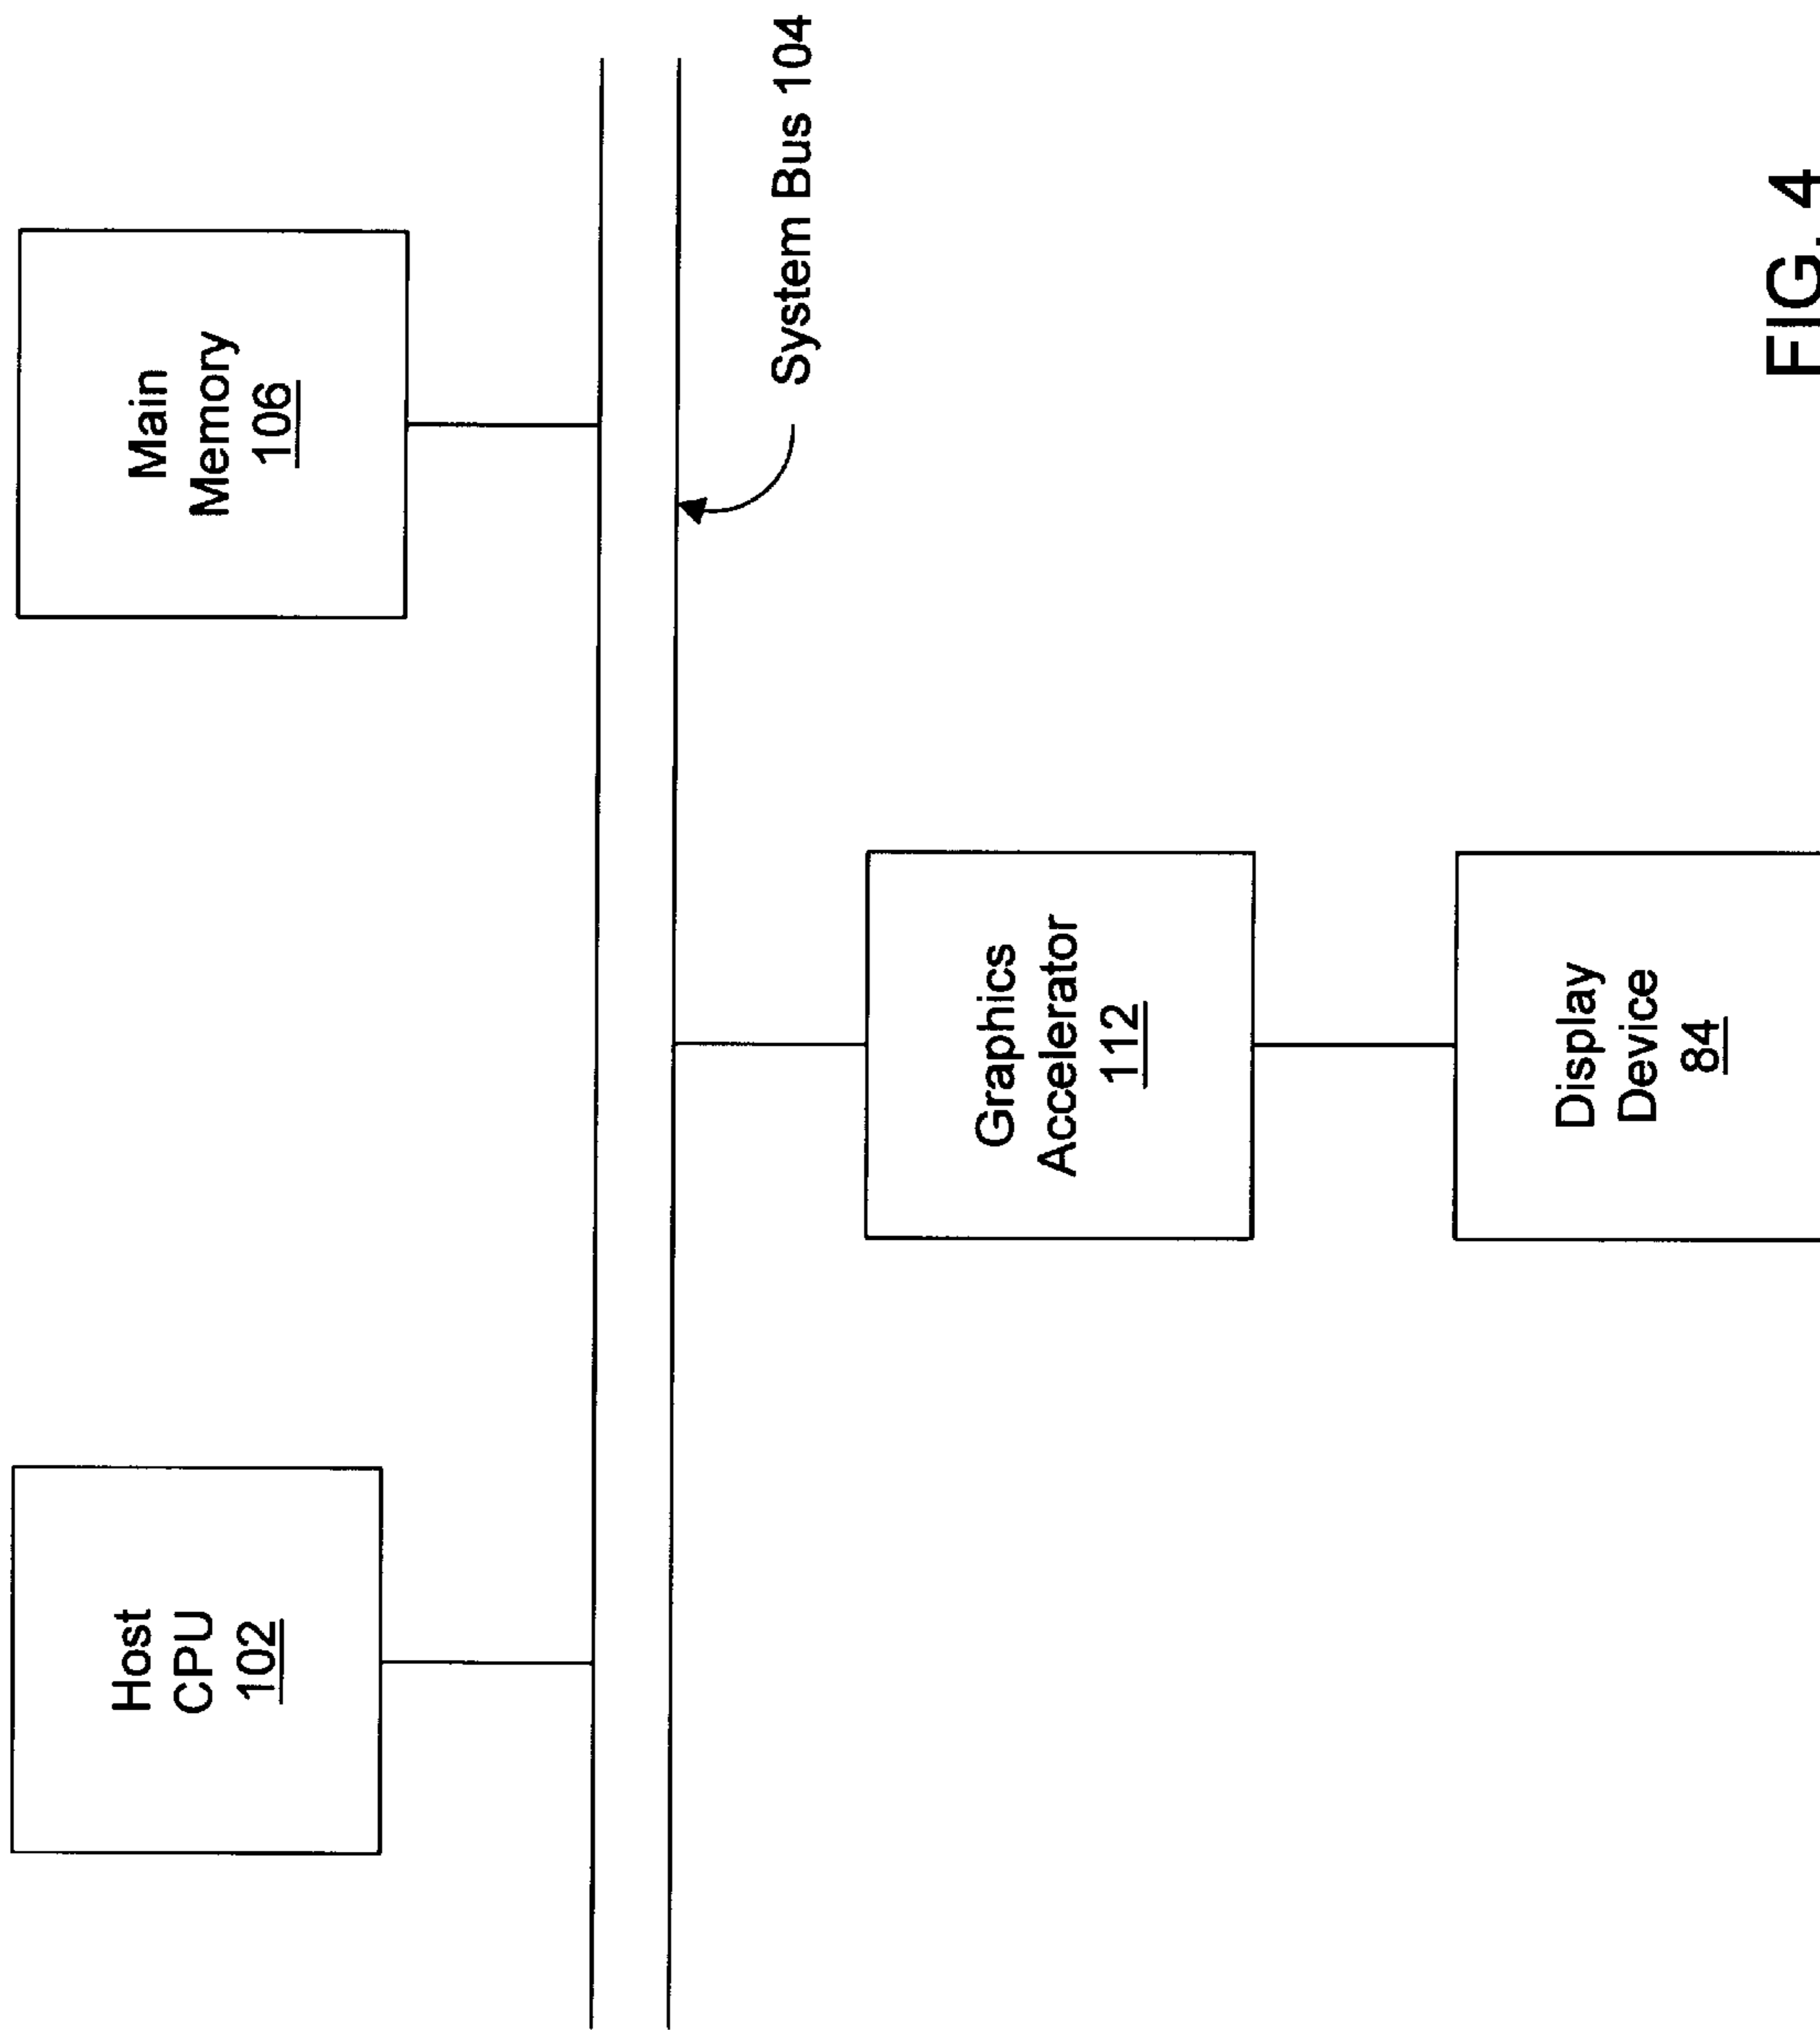 Host
CPU
102
Main
Memory
106
System Bus 104
Graphics
Accelerator
112
Display
Device
84
FIG. 4